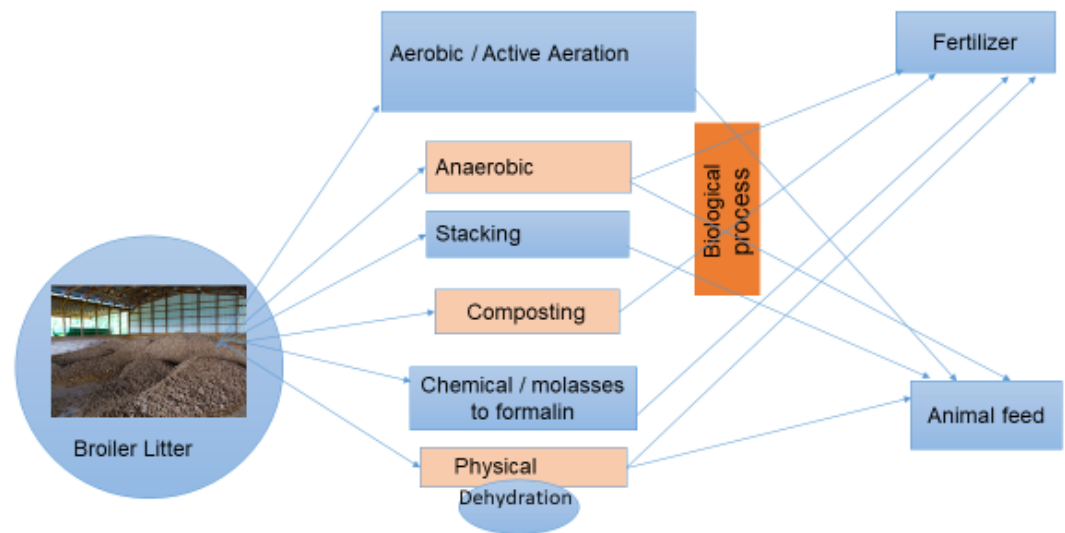 Aerobic / Active Aeration
Fertilizer
Anaerobic
Biological
process
Stacking
Composting
Chemical / molasses
to formalin
Animal feed
Broiler Litter
Physical
Dehydration